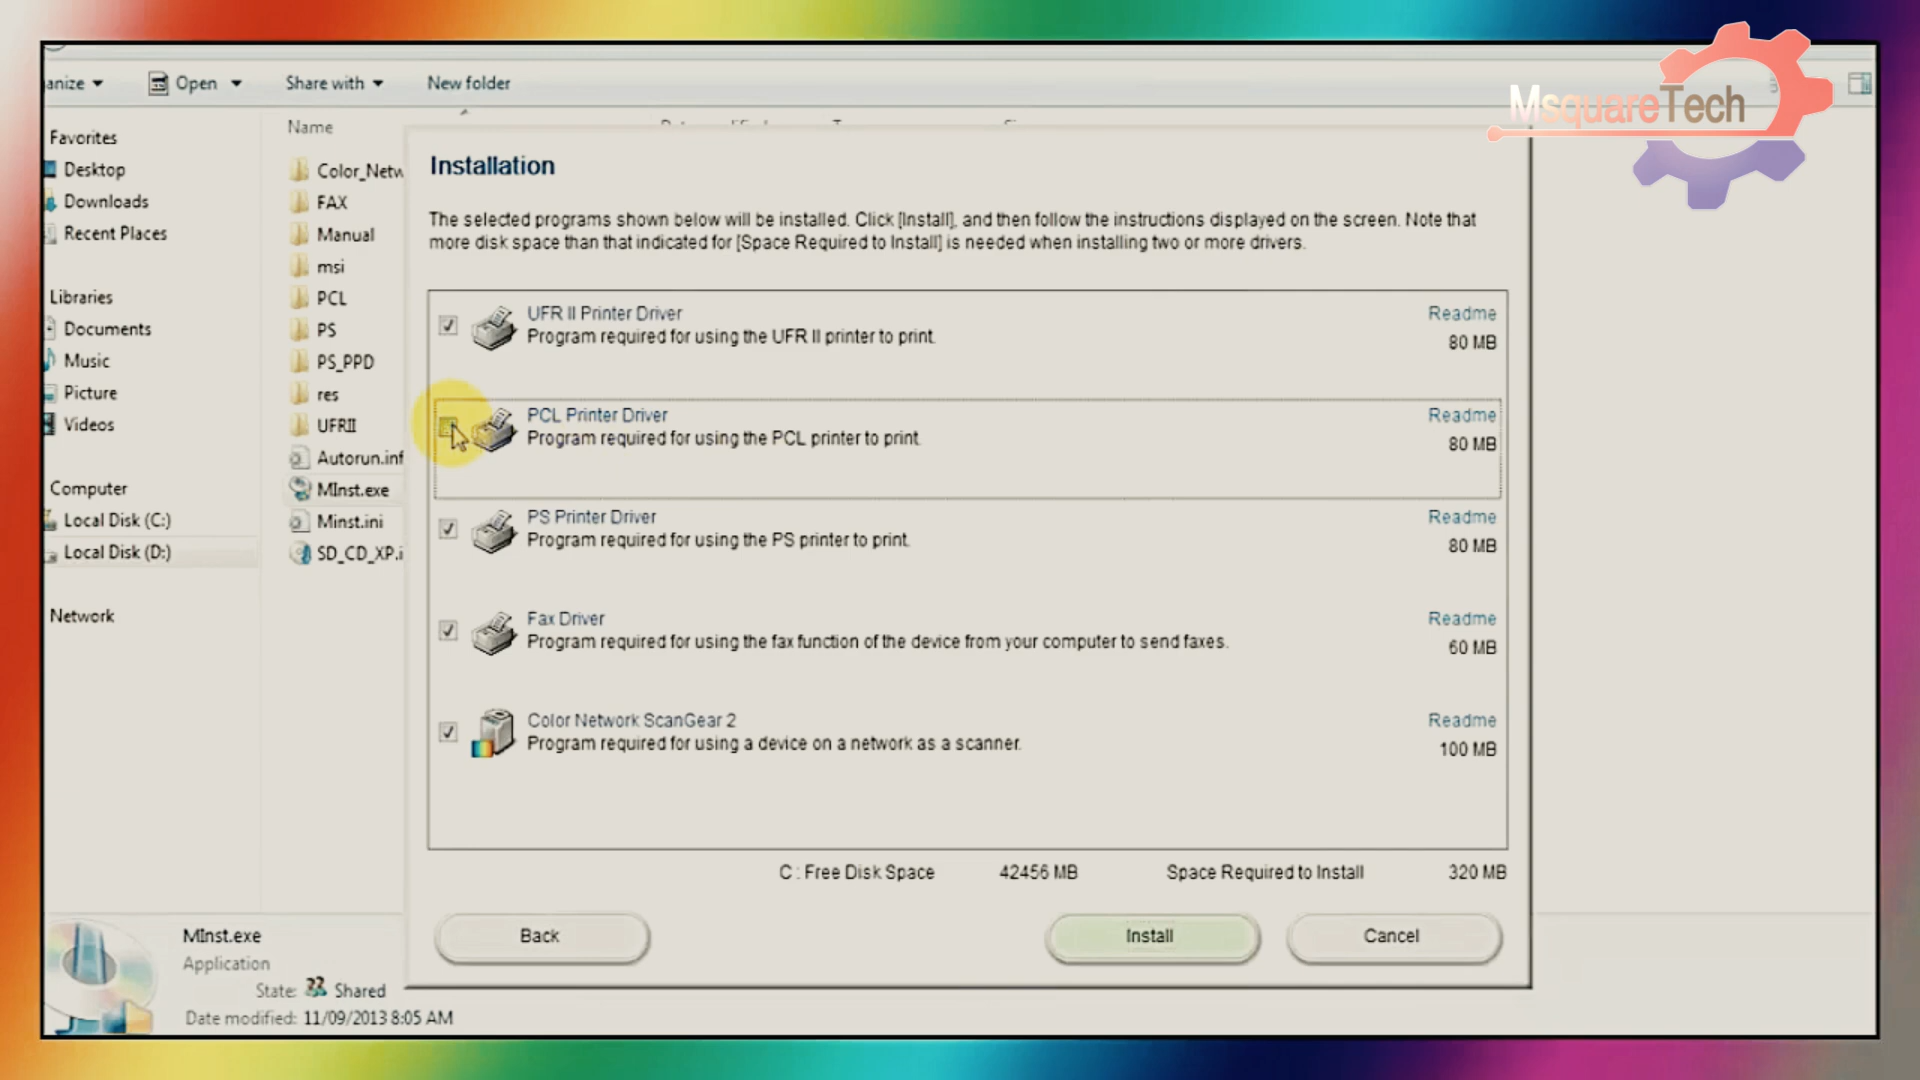 MsquareTech
anize
Open
Share with
New folder
Name
Favorites
Desktop
Downloads
Recent Places
Libraries
Documents
Music
Picture
Videos
Computer
Local Disk (C:)
Local Disk (D:)
Network
Color_Netw
FAX
Manual
msi
PCL
PS
PS_PPD
res
UFRII
Autorun.inf
MInst.exe
Minst.ini
SD_CD_XP.i
Installation
The selected programs shown below will be installed. Click [Install], and then follow the instructions displayed on the screen. Note that
more disk space than that indicated for [Space Required to Install] is needed when installing two or more drivers.
UFR II Printer Driver
Readme
Program required for using the UFR II printer to print.
80 MB
PCL Printer Driver
Readme
Program required for using the PCL printer to print.
80 MB
PS Printer Driver
Readme
Program required for using the PS printer to print.
80 MB
Fax Driver
Readme
Program required for using the fax function of the device from your computer to send faxes.
60 MB
Color Network ScanGear 2
Readme
Program required for using a device on a network as a scanner.
100 MB
C : Free Disk Space 42456 MB Space Required to Install 320 MB
Back
Install
Cancel
MInst.exe
Application
State: Shared
Date modified: 11/09/2013 8:05 AM